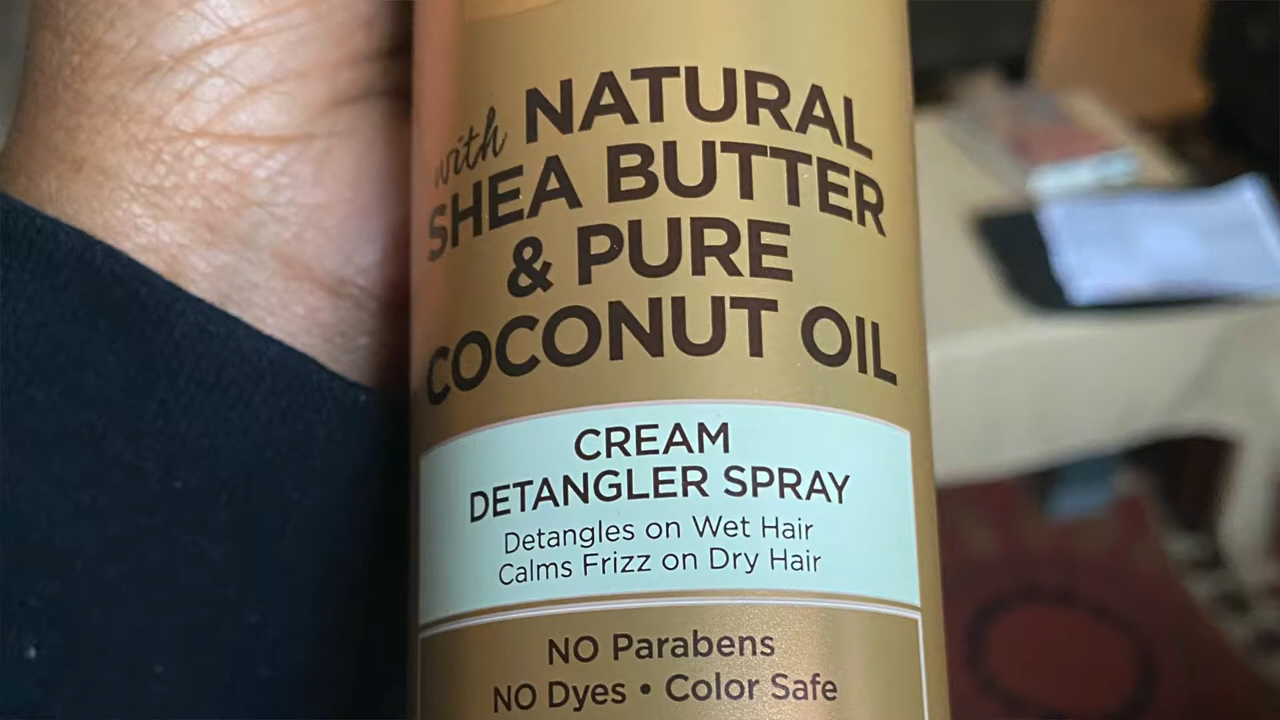 with NATURAL
SHEA BUTTER
& PURE
COCONUT OIL
CREAM
DETANGLER SPRAY
Detangles on Wet Hair
Calms Frizz on Dry Hair
NO Parabens
NO Dyes • Color Safe